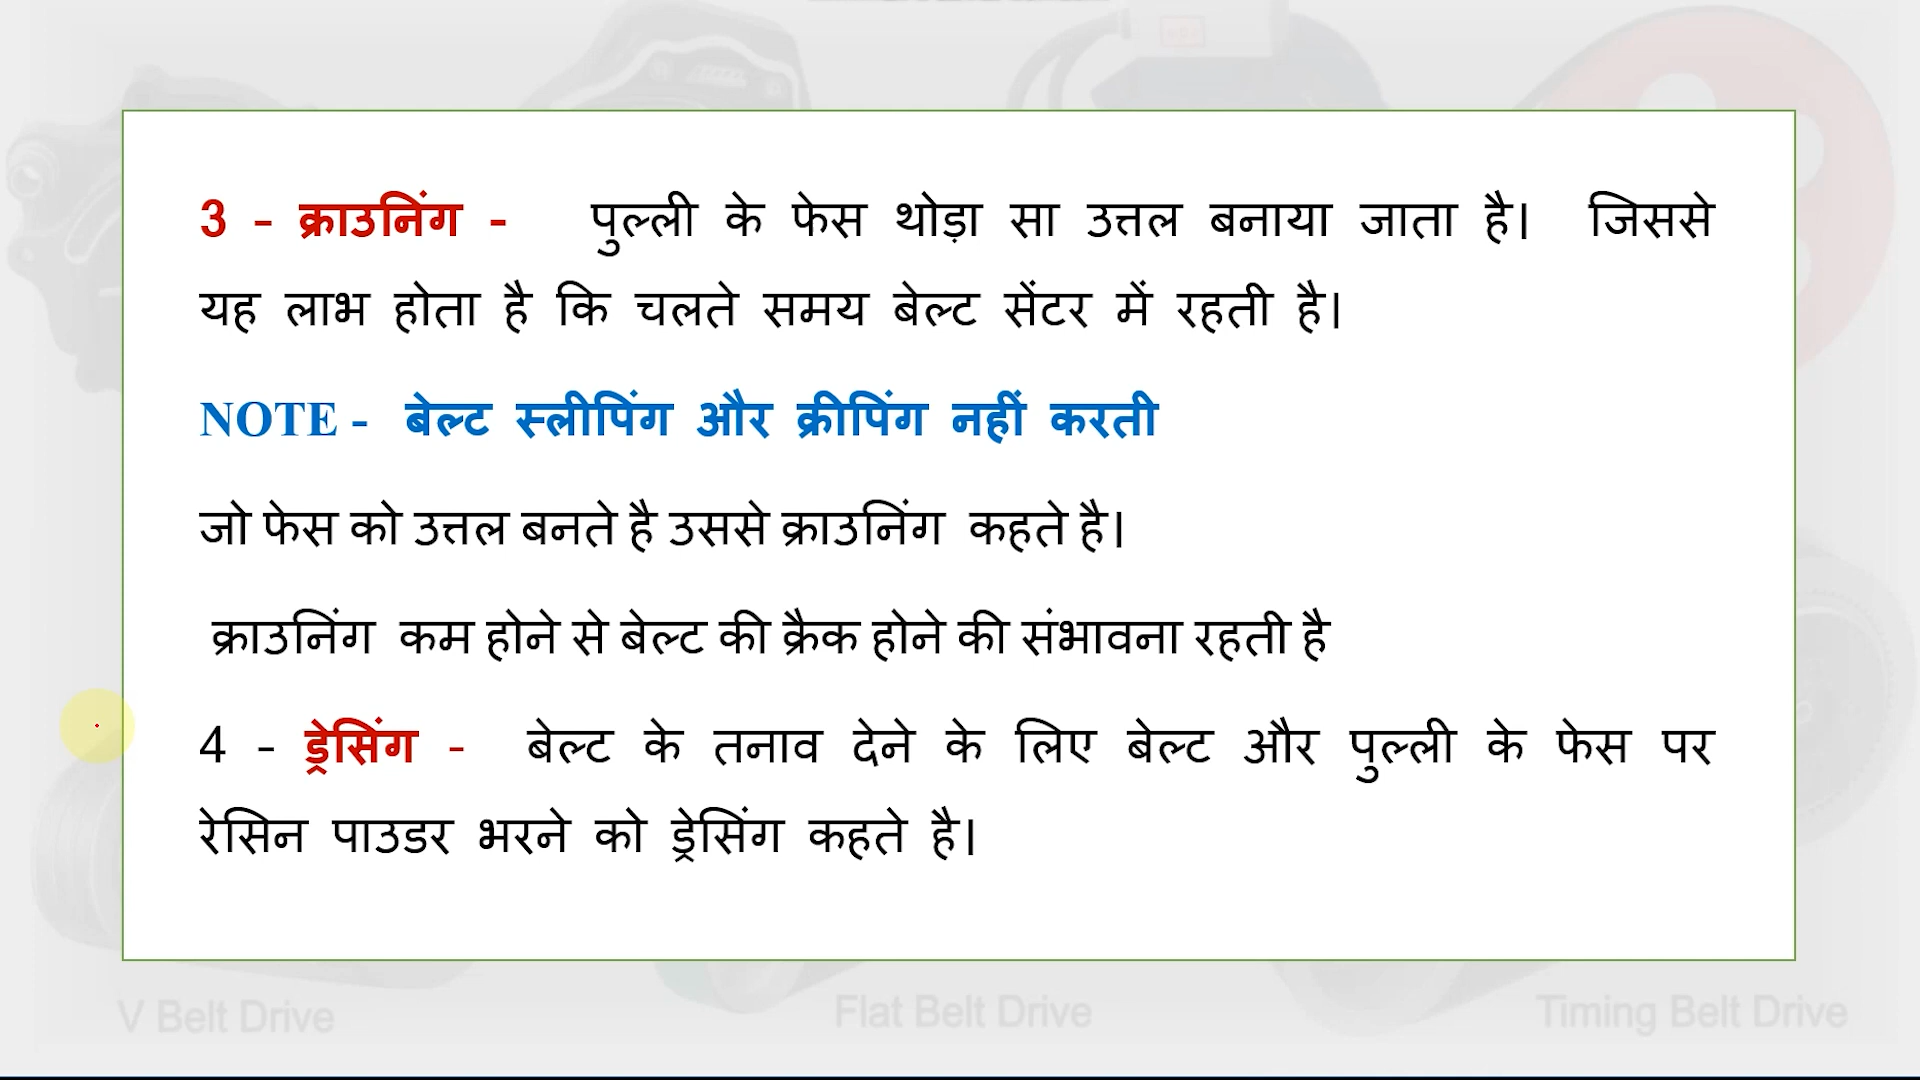 3 - क्राउनिंग - पुल्ली के फेस थोड़ा सा उत्तल बनाया जाता है। जिससे
यह लाभ होता है कि चलते समय बेल्ट सेंटर में रहती है।
NOTE - बेल्ट स्लीपिंग और क्रीपिंग नहीं करती
जो फेस को उत्तल बनते है उससे क्राउनिंग कहते है।
क्राउनिंग कम होने से बेल्ट की क्रैक होने की संभावना रहती है
4 - ड्रेसिंग - बेल्ट के तनाव देने के लिए बेल्ट और पुल्ली के फेस पर
रेसिन पाउडर भरने को ड्रेसिंग कहते है।
V Belt Drive
Flat Belt Drive
Timing Belt Drive